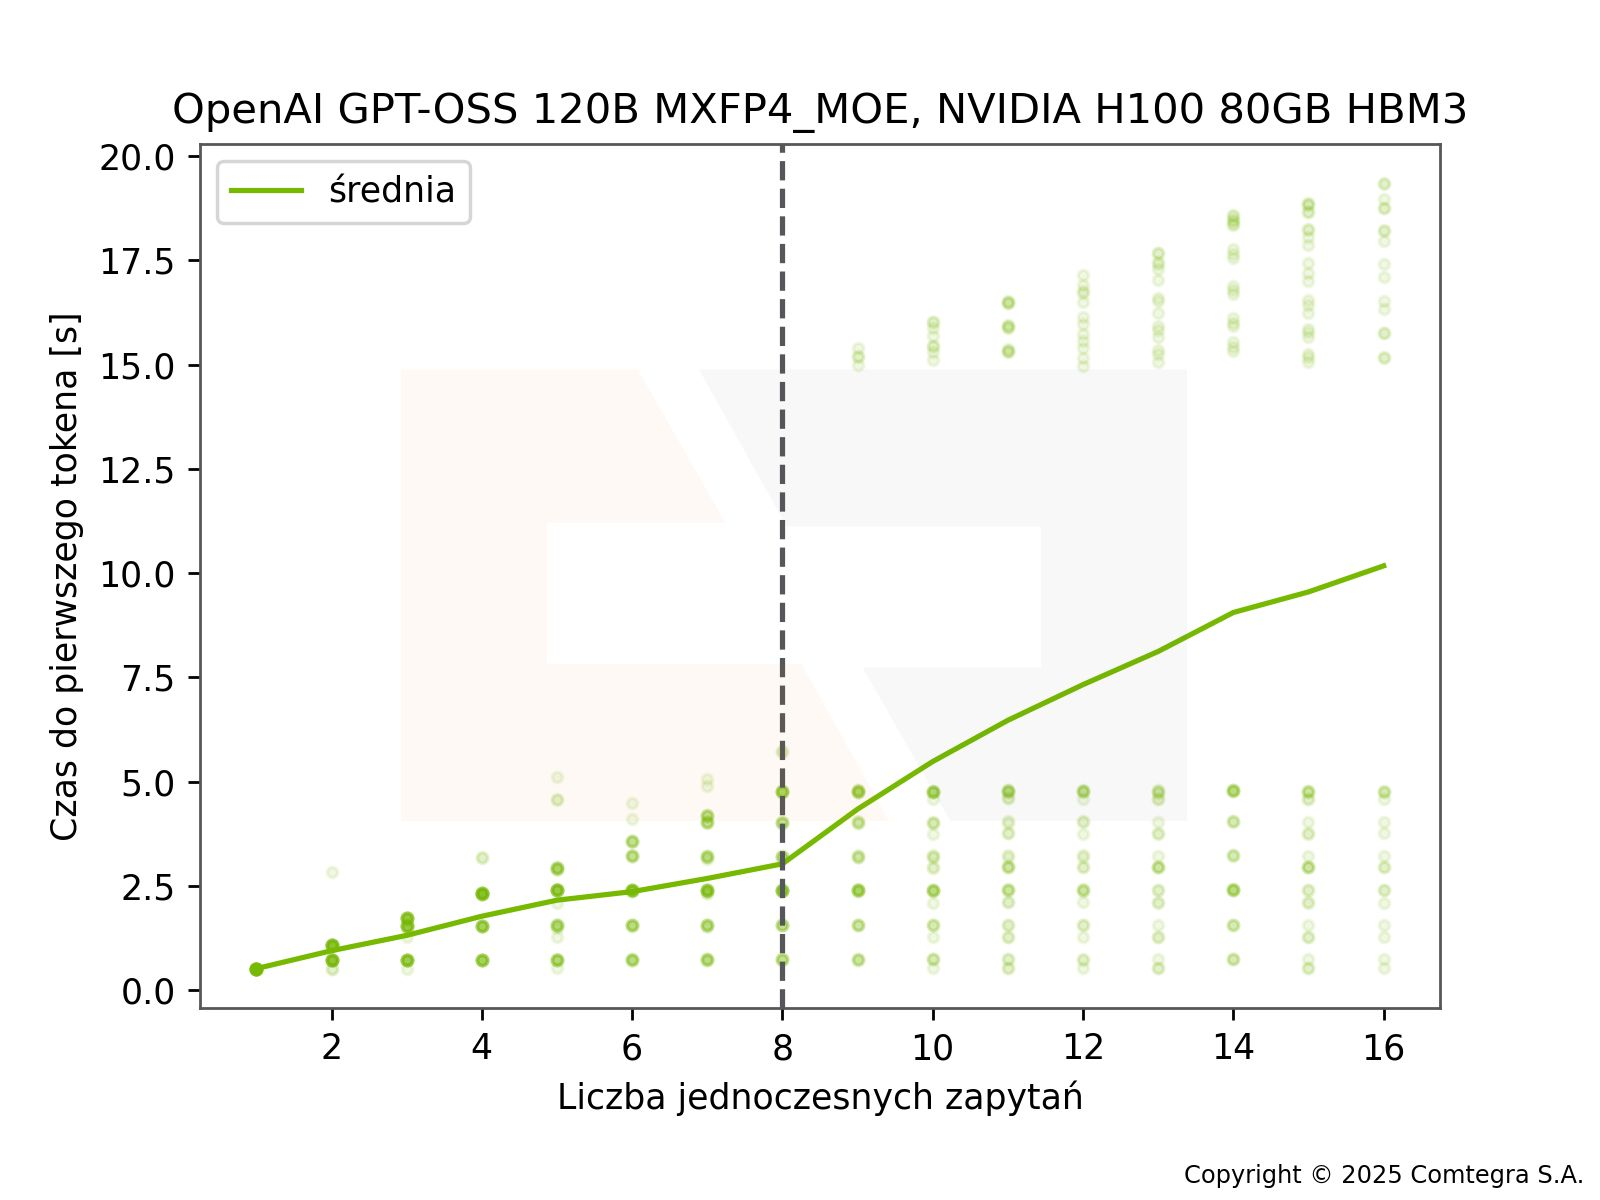 OpenAI GPT-OSS 120B MXFP4_MOE, NVIDIA H100 80GB HBM3
średnia
20.0
17.5
15.0
12.5
10.0
7.5
5.0
2.5
0.0
Czas do pierwszego tokena [s]
2 4 6 8 10 12 14 16
Liczba jednoczesnych zapytań
Copyright © 2025 Comtegra S.A.